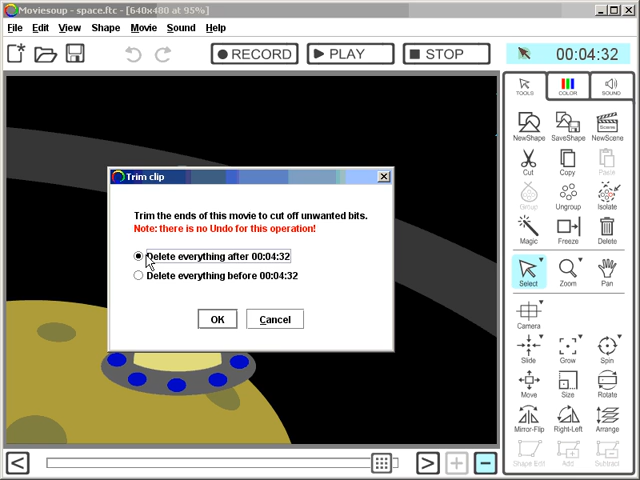 Moviesoup - space.ftc - [640x480 at 95%]
File Edit View Shape Movie Sound Help
RECORD PLAY STOP 00:04:32
TOOLS COLOR SOUND
NewShape SaveShape NewScene
Scene
Cut Copy Paste
Group Ungroup Isolate
Magic Freeze Delete
Select Zoom Pan
Camera
Slide Grow Spin
Move Size Rotate
Mirror-Flip Right-Left Arrange
Shape Edit Add Subtract
Trim clip
Trim the ends of this movie to cut off unwanted bits.
Note: there is no Undo for this operation!
Delete everything after 00:04:32
Delete everything before 00:04:32
OK Cancel